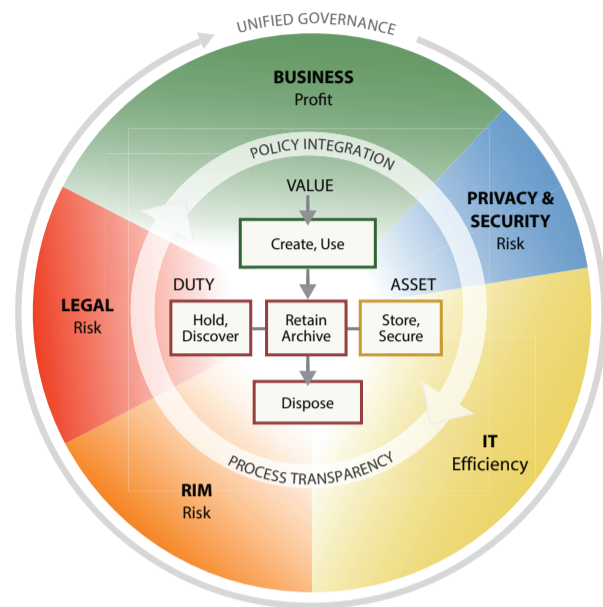 UNIFIED GOVERNANCE
BUSINESS
Profit
POLICY INTEGRATION
VALUE
PRIVACY &
SECURITY
Risk
Create, Use
DUTY
ASSET
LEGAL
Risk
Hold,
Discover
Retain
Archive
Store,
Secure
Dispose
IT
Efficiency
PROCESS TRANSPARENCY
RIM
Risk